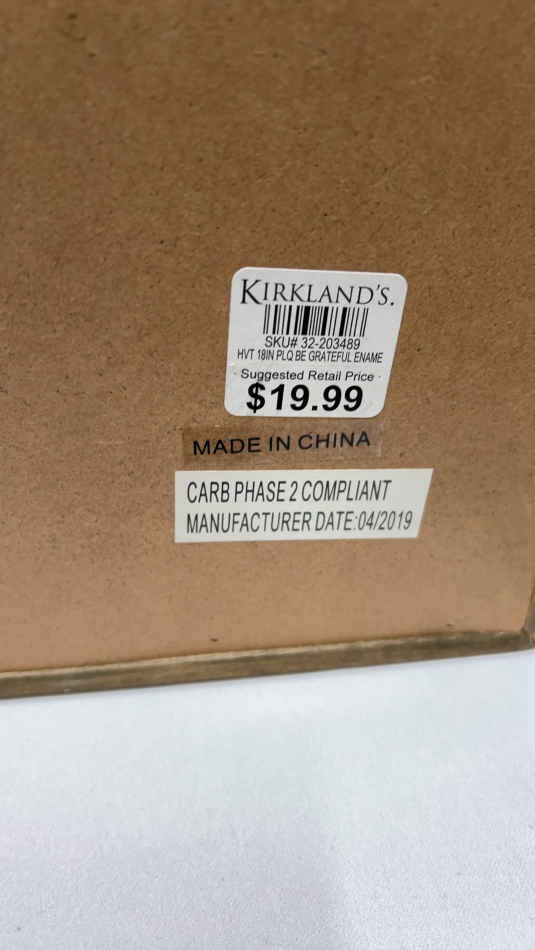 KIRKLAND'S.
SKU# 32-203489
HVT 18IN PLQ BE GRATEFUL ENAME
Suggested Retail Price
$19.99
MADE IN CHINA
CARB PHASE 2 COMPLIANT
MANUFACTURER DATE:04/2019